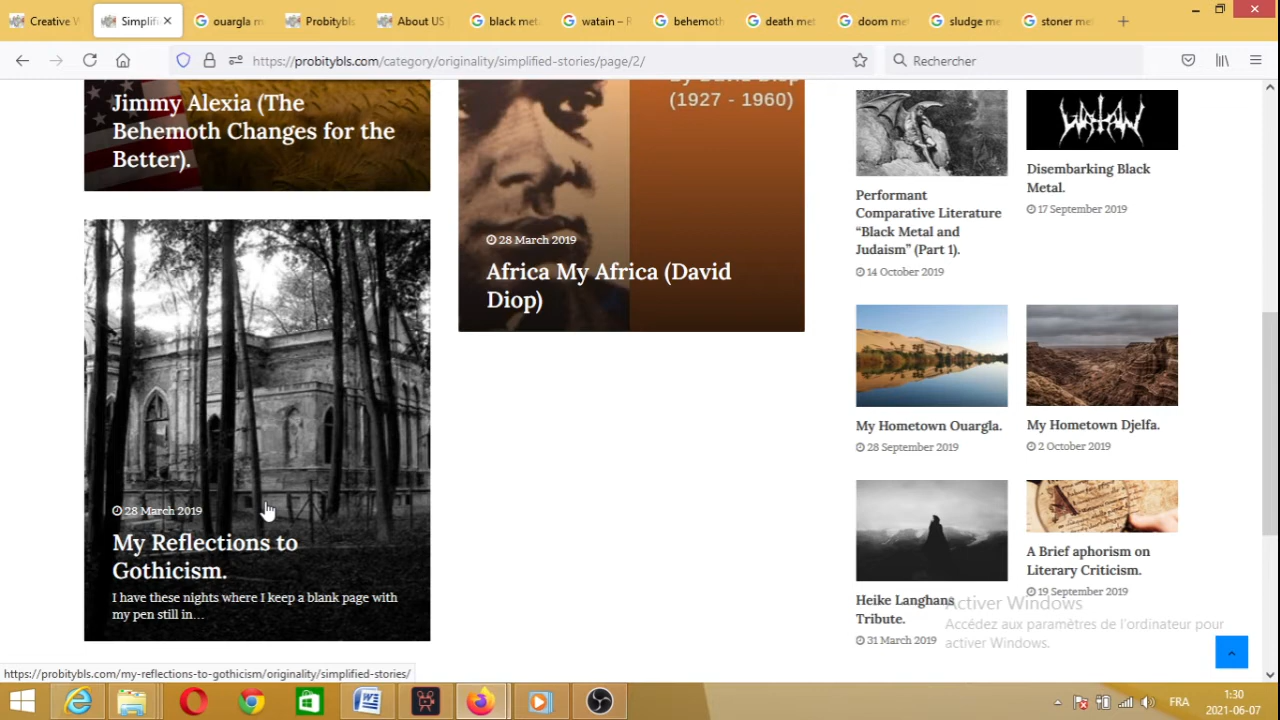 Creative W
Simplifi
ouargla m
Probitybls
About US
black met
watain – R
behemoth
death met
doom met
sludge me
stoner me
https://probitybls.com/category/originality/simplified-stories/page/2/
Rechercher
Jimmy Alexia (The
Behemoth Changes for the
Better).
(1927 - 1960)
28 March 2019
Africa My Africa (David
Diop)
28 March 2019
My Reflections to
Gothicism.
I have these nights where I keep a blank page with
my pen still in…
Performant
Comparative Literature
“Black Metal and
Judaism” (Part 1).
14 October 2019
WATAIN
Disembarking Black
Metal.
17 September 2019
My Hometown Ouargla.
28 September 2019
My Hometown Djelfa.
2 October 2019
Heike Langhans
Tribute.
31 March 2019
A Brief aphorism on
Literary Criticism.
19 September 2019
Activer Windows
Accédez aux paramètres de l'ordinateur pour
activer Windows.
https://probitybls.com/my-reflections-to-gothicism/originality/simplified-stories/
FRA
1:30
2021-06-07